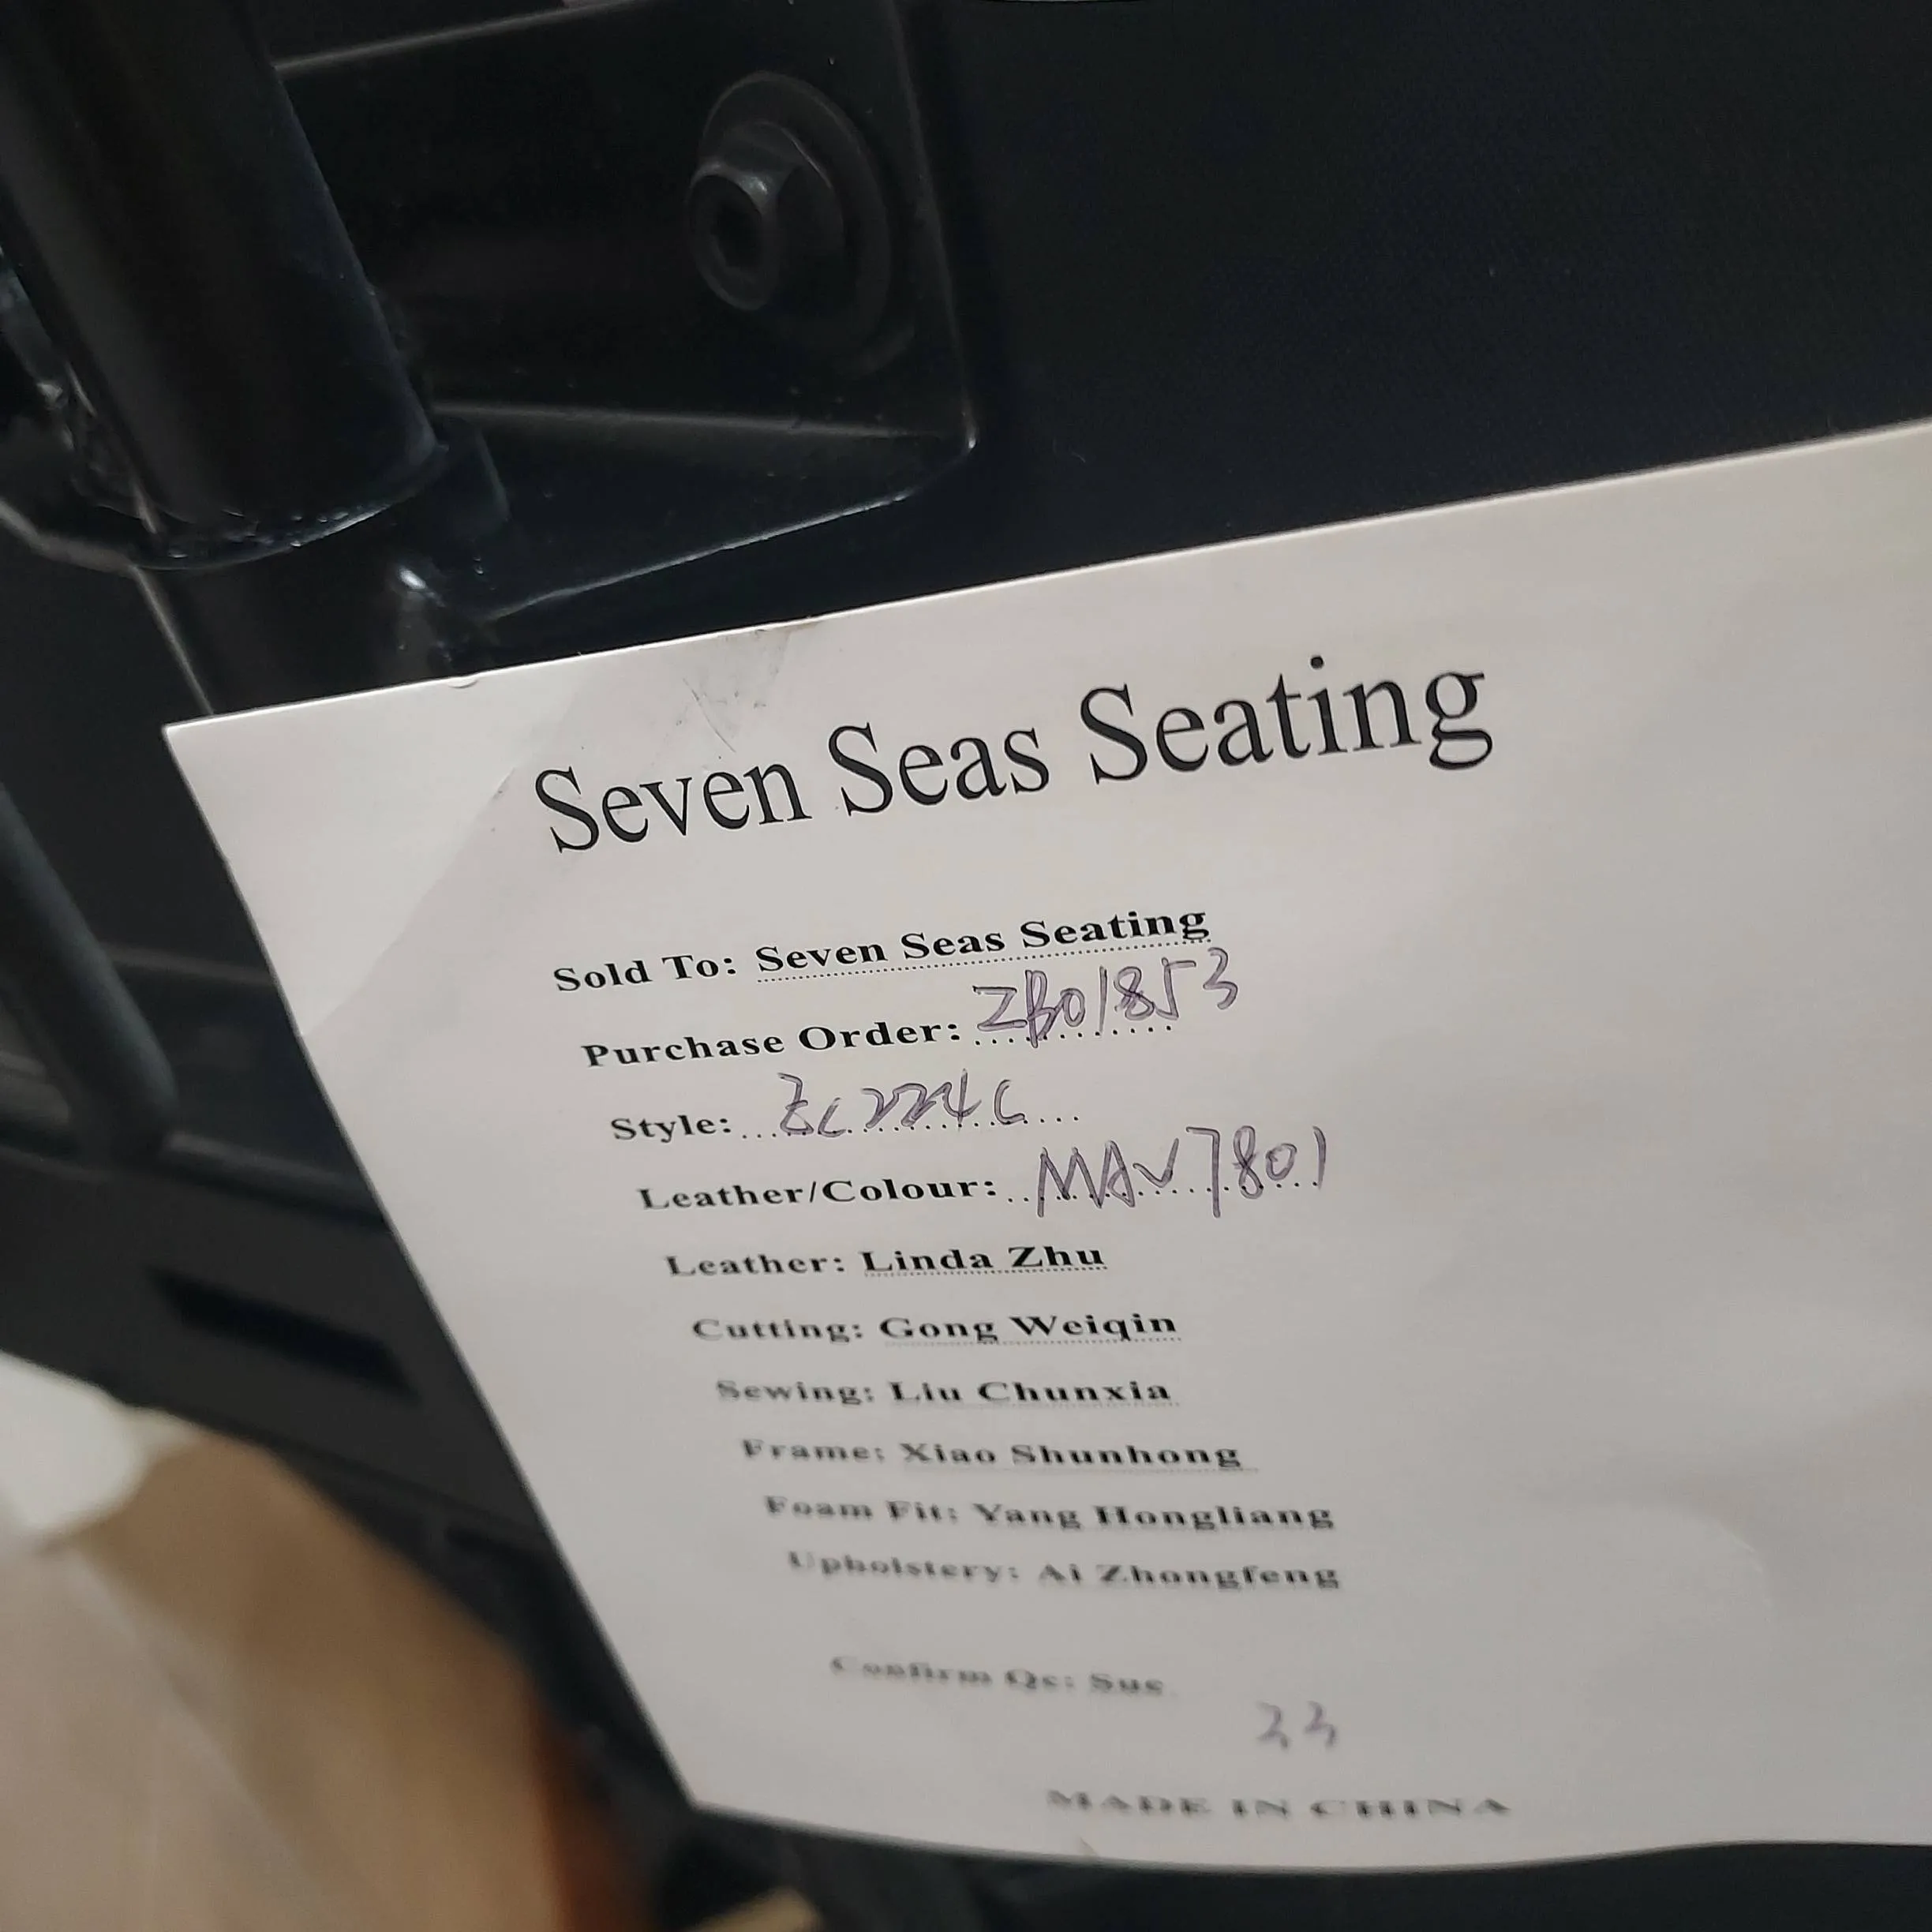 Seven Seas Seating
Sold To: Seven Seas Seating
Purchase Order: ZB01853
Style: ZC224C
Leather/Colour: MAV7801
Leather: Linda Zhu
Cutting: Gong Weiqin
Sewing: Liu Chunxia
Frame: Xiao Shunhong
Foam Fit: Yang Hongliang
Upholstery: Ai Zhongfeng
Confirm Qc: Sue
33
MADE IN CHINA